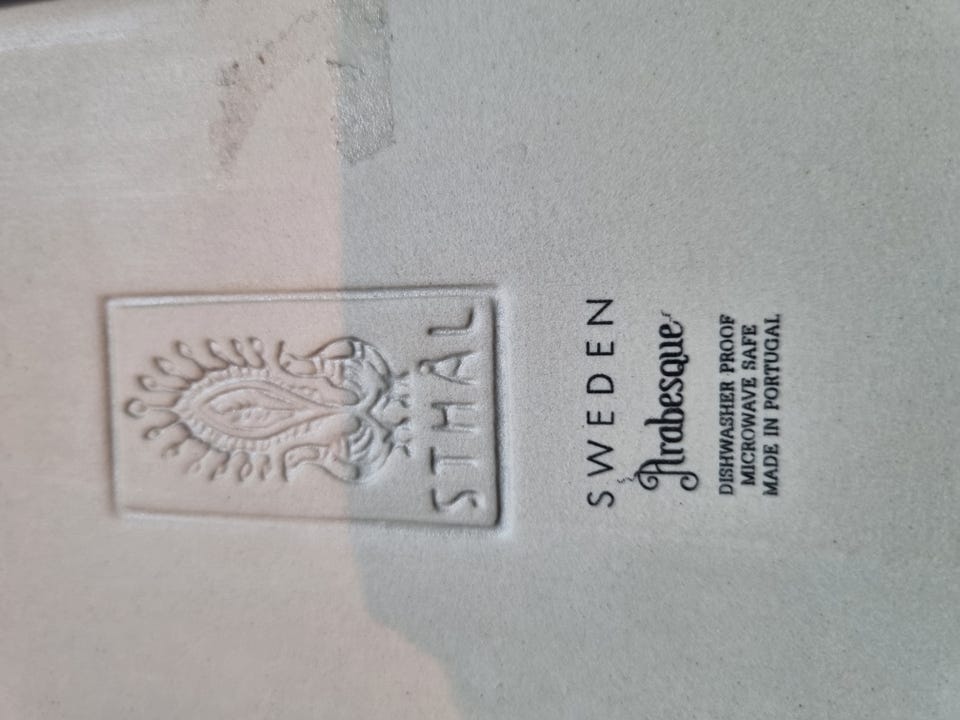 STHÅL
SWEDEN
Arabesque
DISHWASHER PROOF
MICROWAVE SAFE
MADE IN PORTUGAL